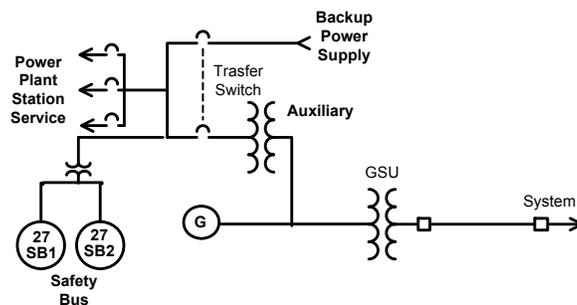 Backup
Power
Supply
Power
Plant
Station
Service
Trasfer
Switch
Auxiliary
GSU
System
G
27
SB1
27
SB2
Safety
Bus